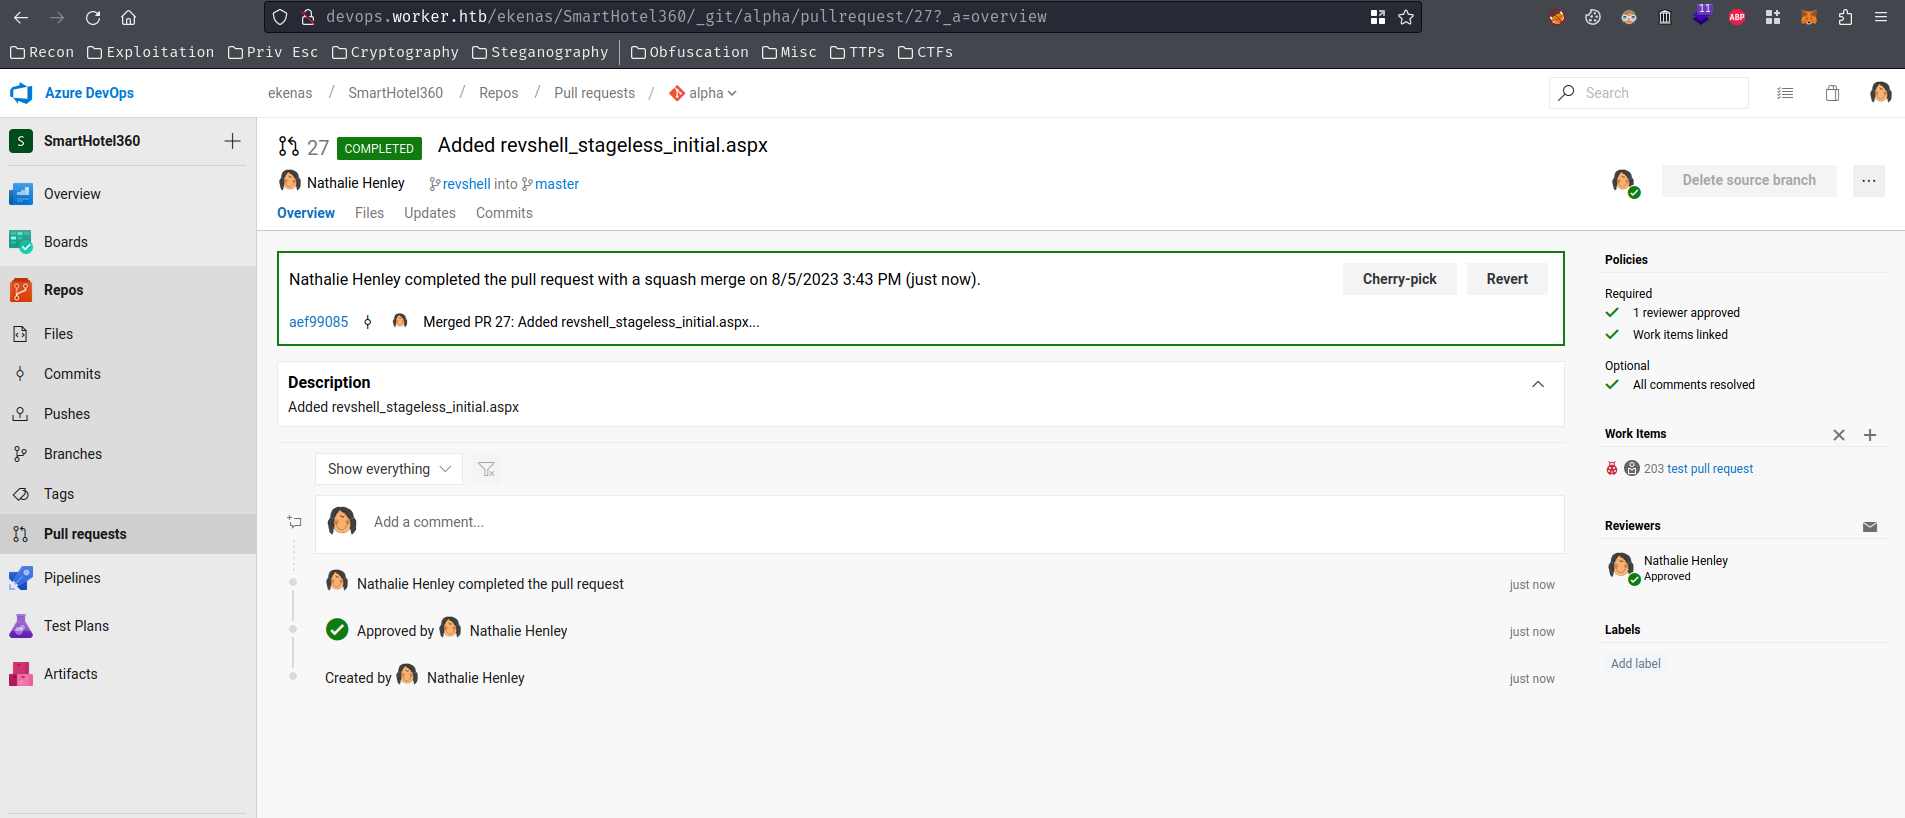 devops.worker.htb/ekenas/SmartHotel360/_git/alpha/pullrequest/27?_a=overview
11
ABP
Recon Exploitation Priv Esc Cryptography Steganography Obfuscation Misc TTPs CTFs
Azure DevOps ekenas / SmartHotel360 / Repos / Pull requests / alpha Search
S SmartHotel360
27 COMPLETED Added revshell_stageless_initial.aspx
Nathalie Henley revshell into master
Delete source branch
Overview Files Updates Commits
Overview
Boards
Repos
Files
Commits
Pushes
Branches
Tags
Pull requests
Pipelines
Test Plans
Artifacts
Nathalie Henley completed the pull request with a squash merge on 8/5/2023 3:43 PM (just now).
Cherry-pick Revert
aef99085 Merged PR 27: Added revshell_stageless_initial.aspx...
Description
Added revshell_stageless_initial.aspx
Show everything
Add a comment...
Nathalie Henley completed the pull request just now
Approved by Nathalie Henley just now
Created by Nathalie Henley just now
Policies
Required
1 reviewer approved
Work items linked
Optional
All comments resolved
Work Items
203 test pull request
Reviewers
Nathalie Henley
Approved
Labels
Add label